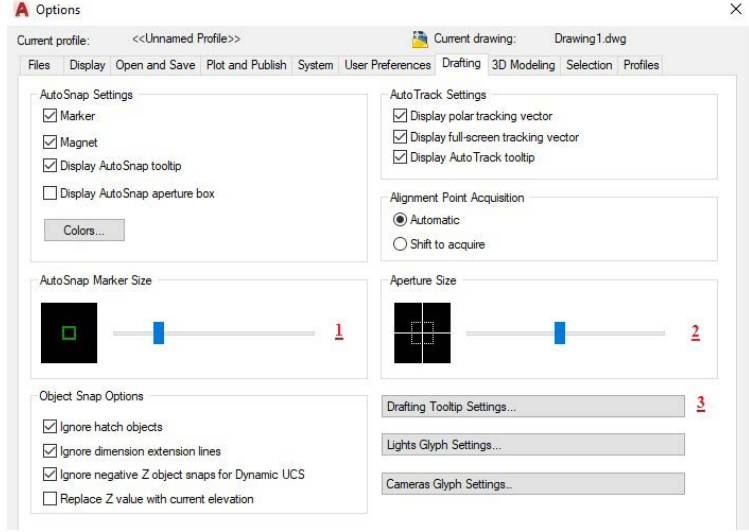 Options
Current profile: <<Unnamed Profile>> Current drawing: Drawing1.dwg
Files Display Open and Save Plot and Publish System User Preferences Drafting 3D Modeling Selection Profiles
AutoSnap Settings
Marker
Magnet
Display AutoSnap tooltip
Display AutoSnap aperture box
Colors...
AutoTrack Settings
Display polar tracking vector
Display full-screen tracking vector
Display AutoTrack tooltip
Alignment Point Acquisition
Automatic
Shift to acquire
AutoSnap Marker Size
1
Aperture Size
2
Object Snap Options
Ignore hatch objects
Ignore dimension extension lines
Ignore negative Z object snaps for Dynamic UCS
Replace Z value with current elevation
Drafting Tooltip Settings... 3
Lights Glyph Settings...
Cameras Glyph Settings...